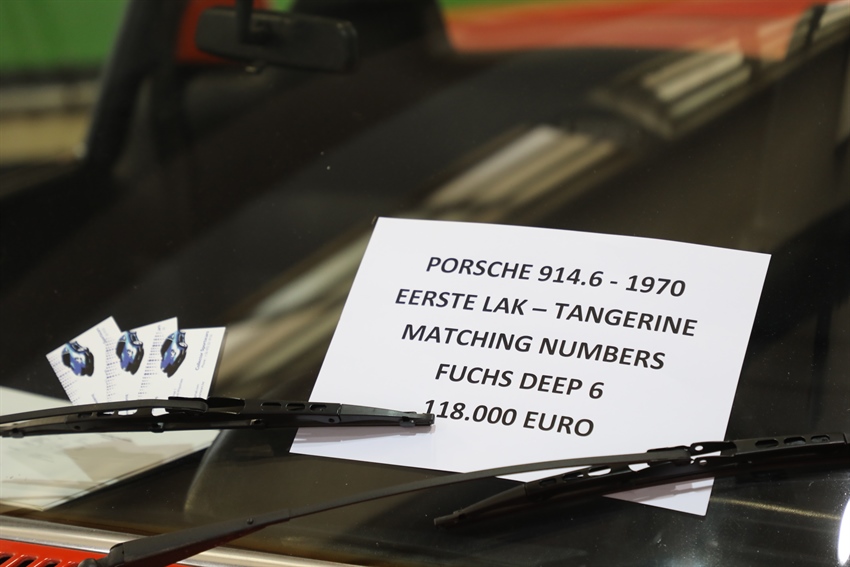 PORSCHE 914.6 - 1970
EERSTE LAK – TANGERINE
MATCHING NUMBERS
FUCHS DEEP 6
118.000 EURO